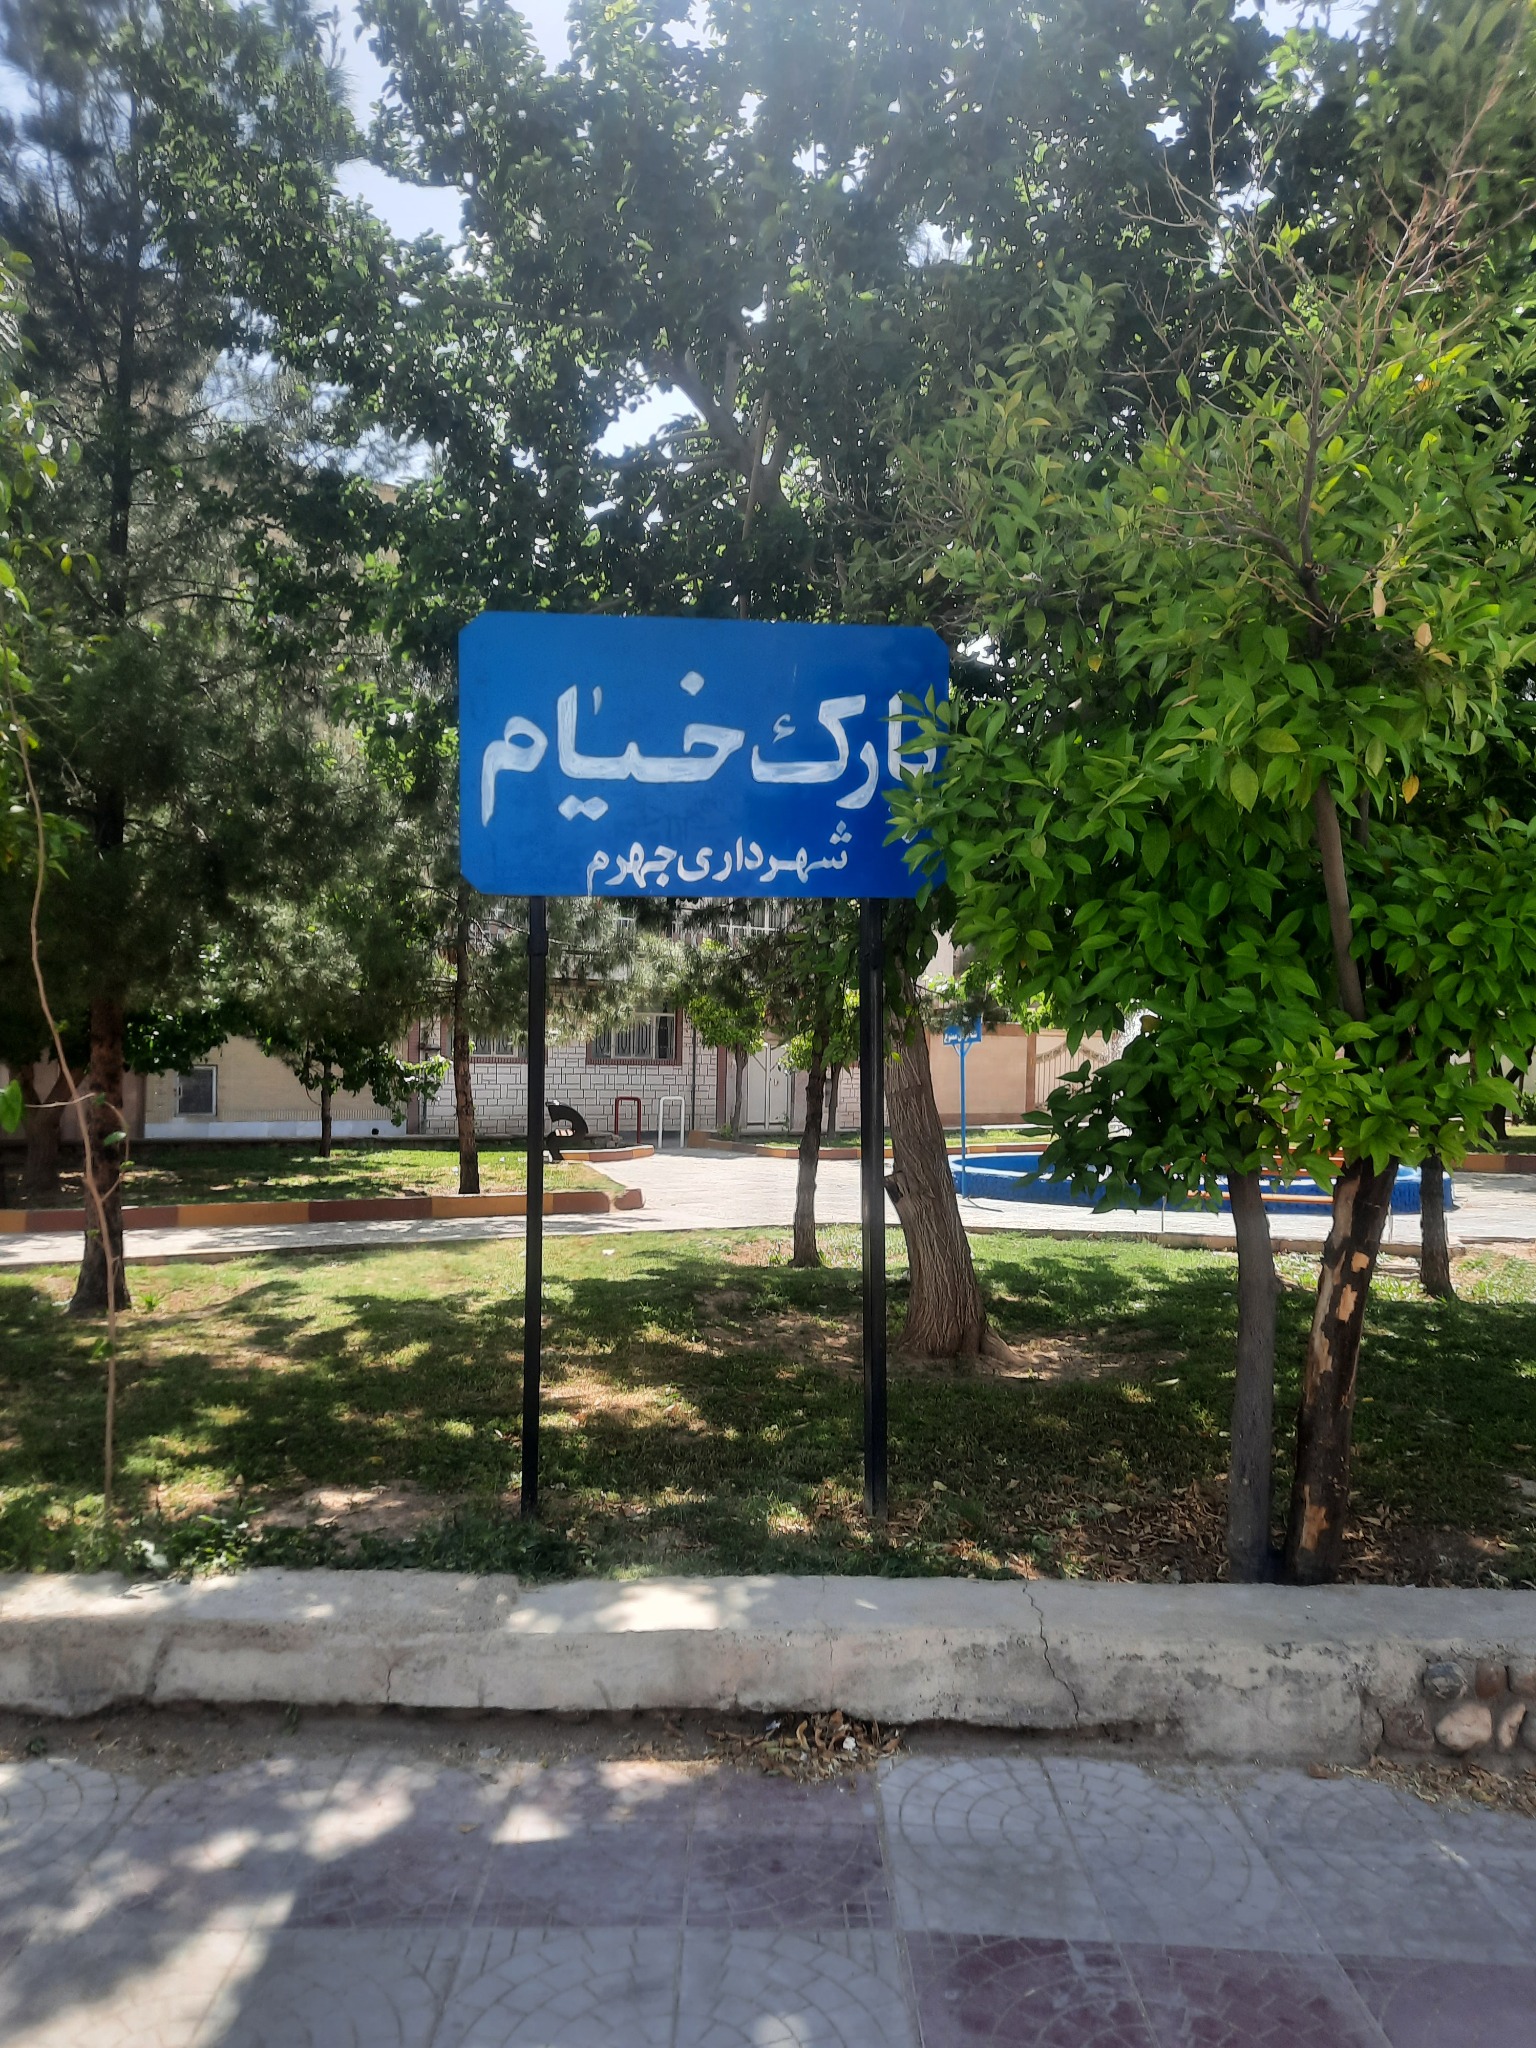 پارک خیام
شهرداری جهرم